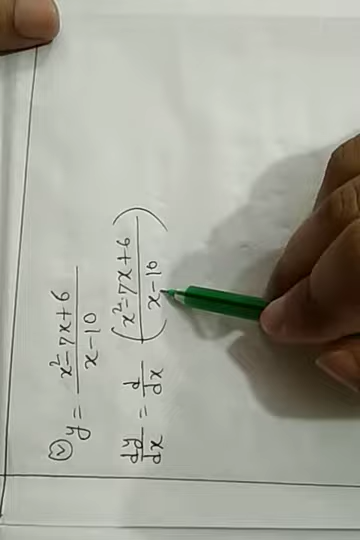 y = x²-7x+6 / x-10
dy/dx = d/dx (x²-7x+6 / x-10)